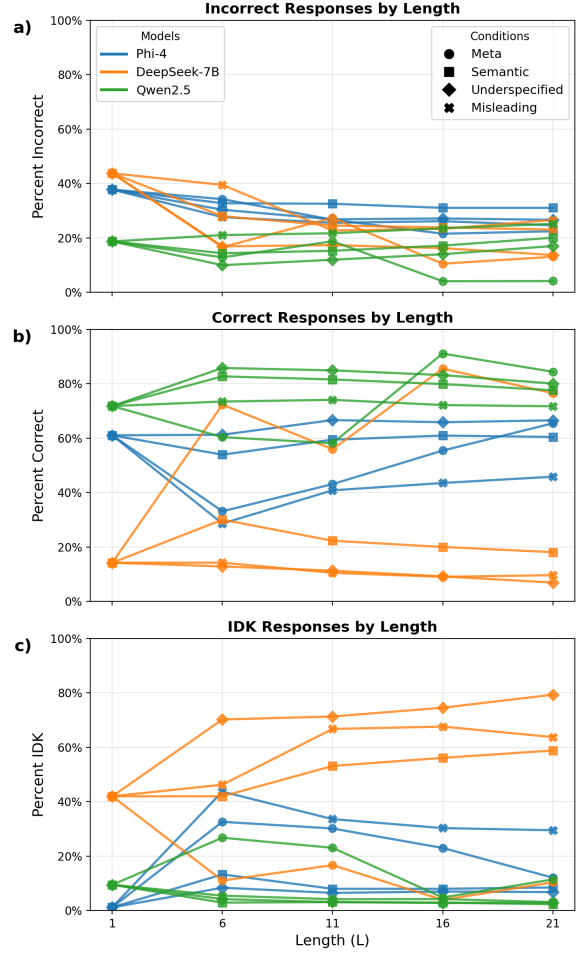 Incorrect Responses by Length
a)
100%
80%
60%
40%
20%
0%
Percent Incorrect
Models
Phi-4
DeepSeek-7B
Qwen2.5
Conditions
Meta
Semantic
Underspecified
Misleading
Correct Responses by Length
b)
100%
80%
60%
40%
20%
0%
Percent Correct
IDK Responses by Length
c)
100%
80%
60%
40%
20%
0%
Percent IDK
1 6 11 16 21
Length (L)